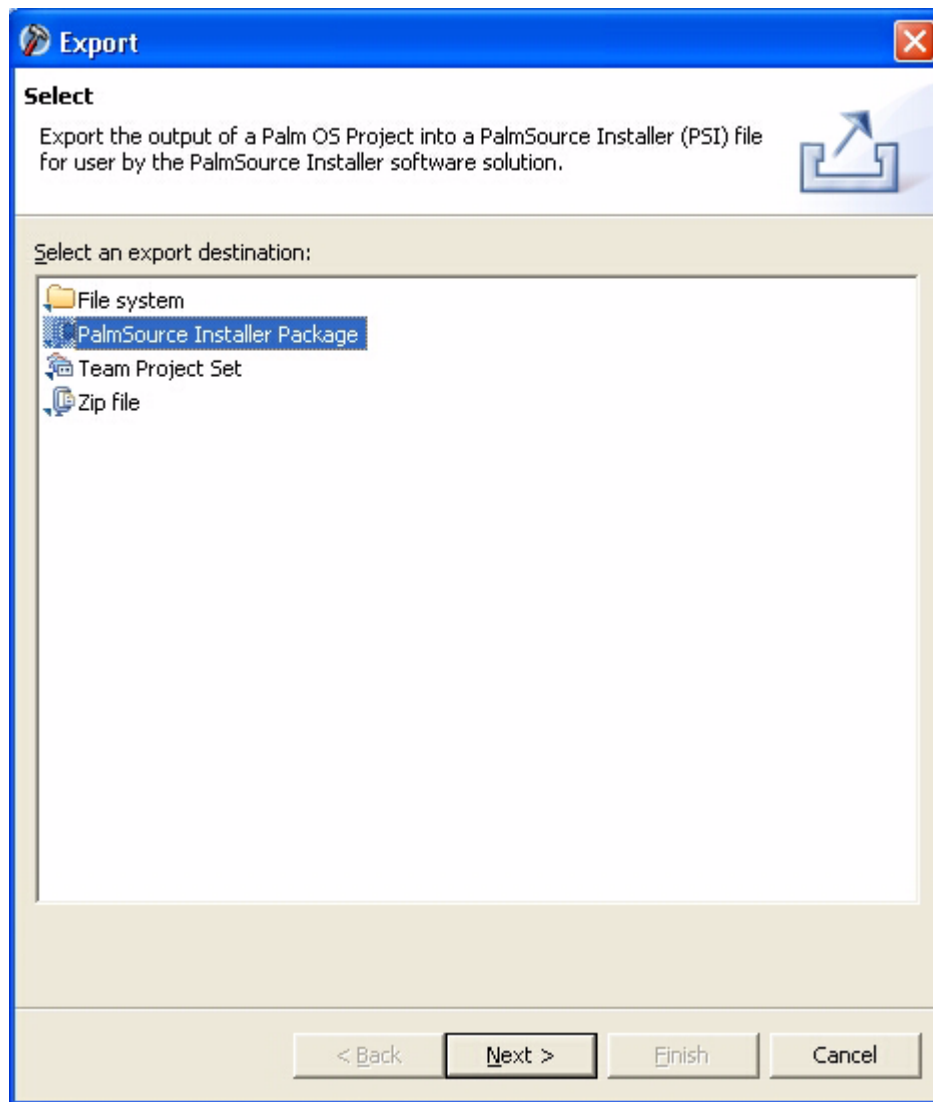 Export
Select
Export the output of a Palm OS Project into a PalmSource Installer (PSI) file
for user by the PalmSource Installer software solution.
Select an export destination:
File system
PalmSource Installer Package
Team Project Set
Zip file
< Back Next > Finish Cancel